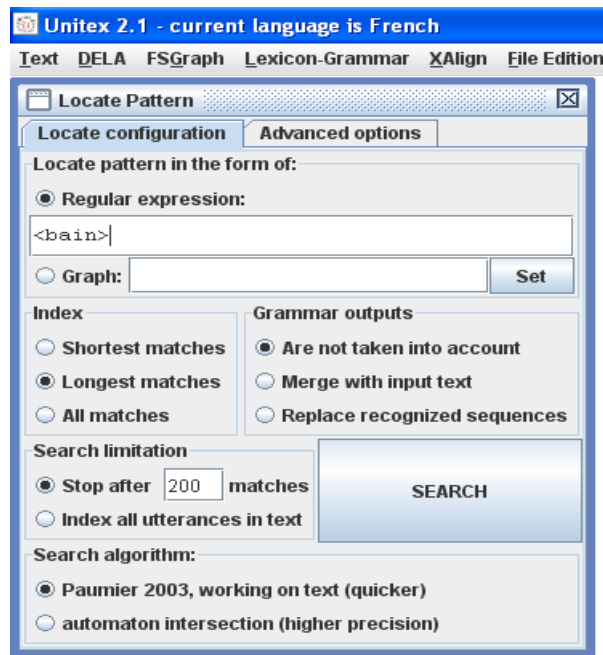 Unitex 2.1 - current language is French
Text DELA FSGraph Lexicon-Grammar XAlign File Edition
Locate Pattern
Locate configuration Advanced options
Locate pattern in the form of:
Regular expression:
<bain>
Graph: Set
Index Grammar outputs
Shortest matches Are not taken into account
Longest matches Merge with input text
All matches Replace recognized sequences
Search limitation
Stop after 200 matches SEARCH
Index all utterances in text
Search algorithm:
Paumier 2003, working on text (quicker)
automaton intersection (higher precision)